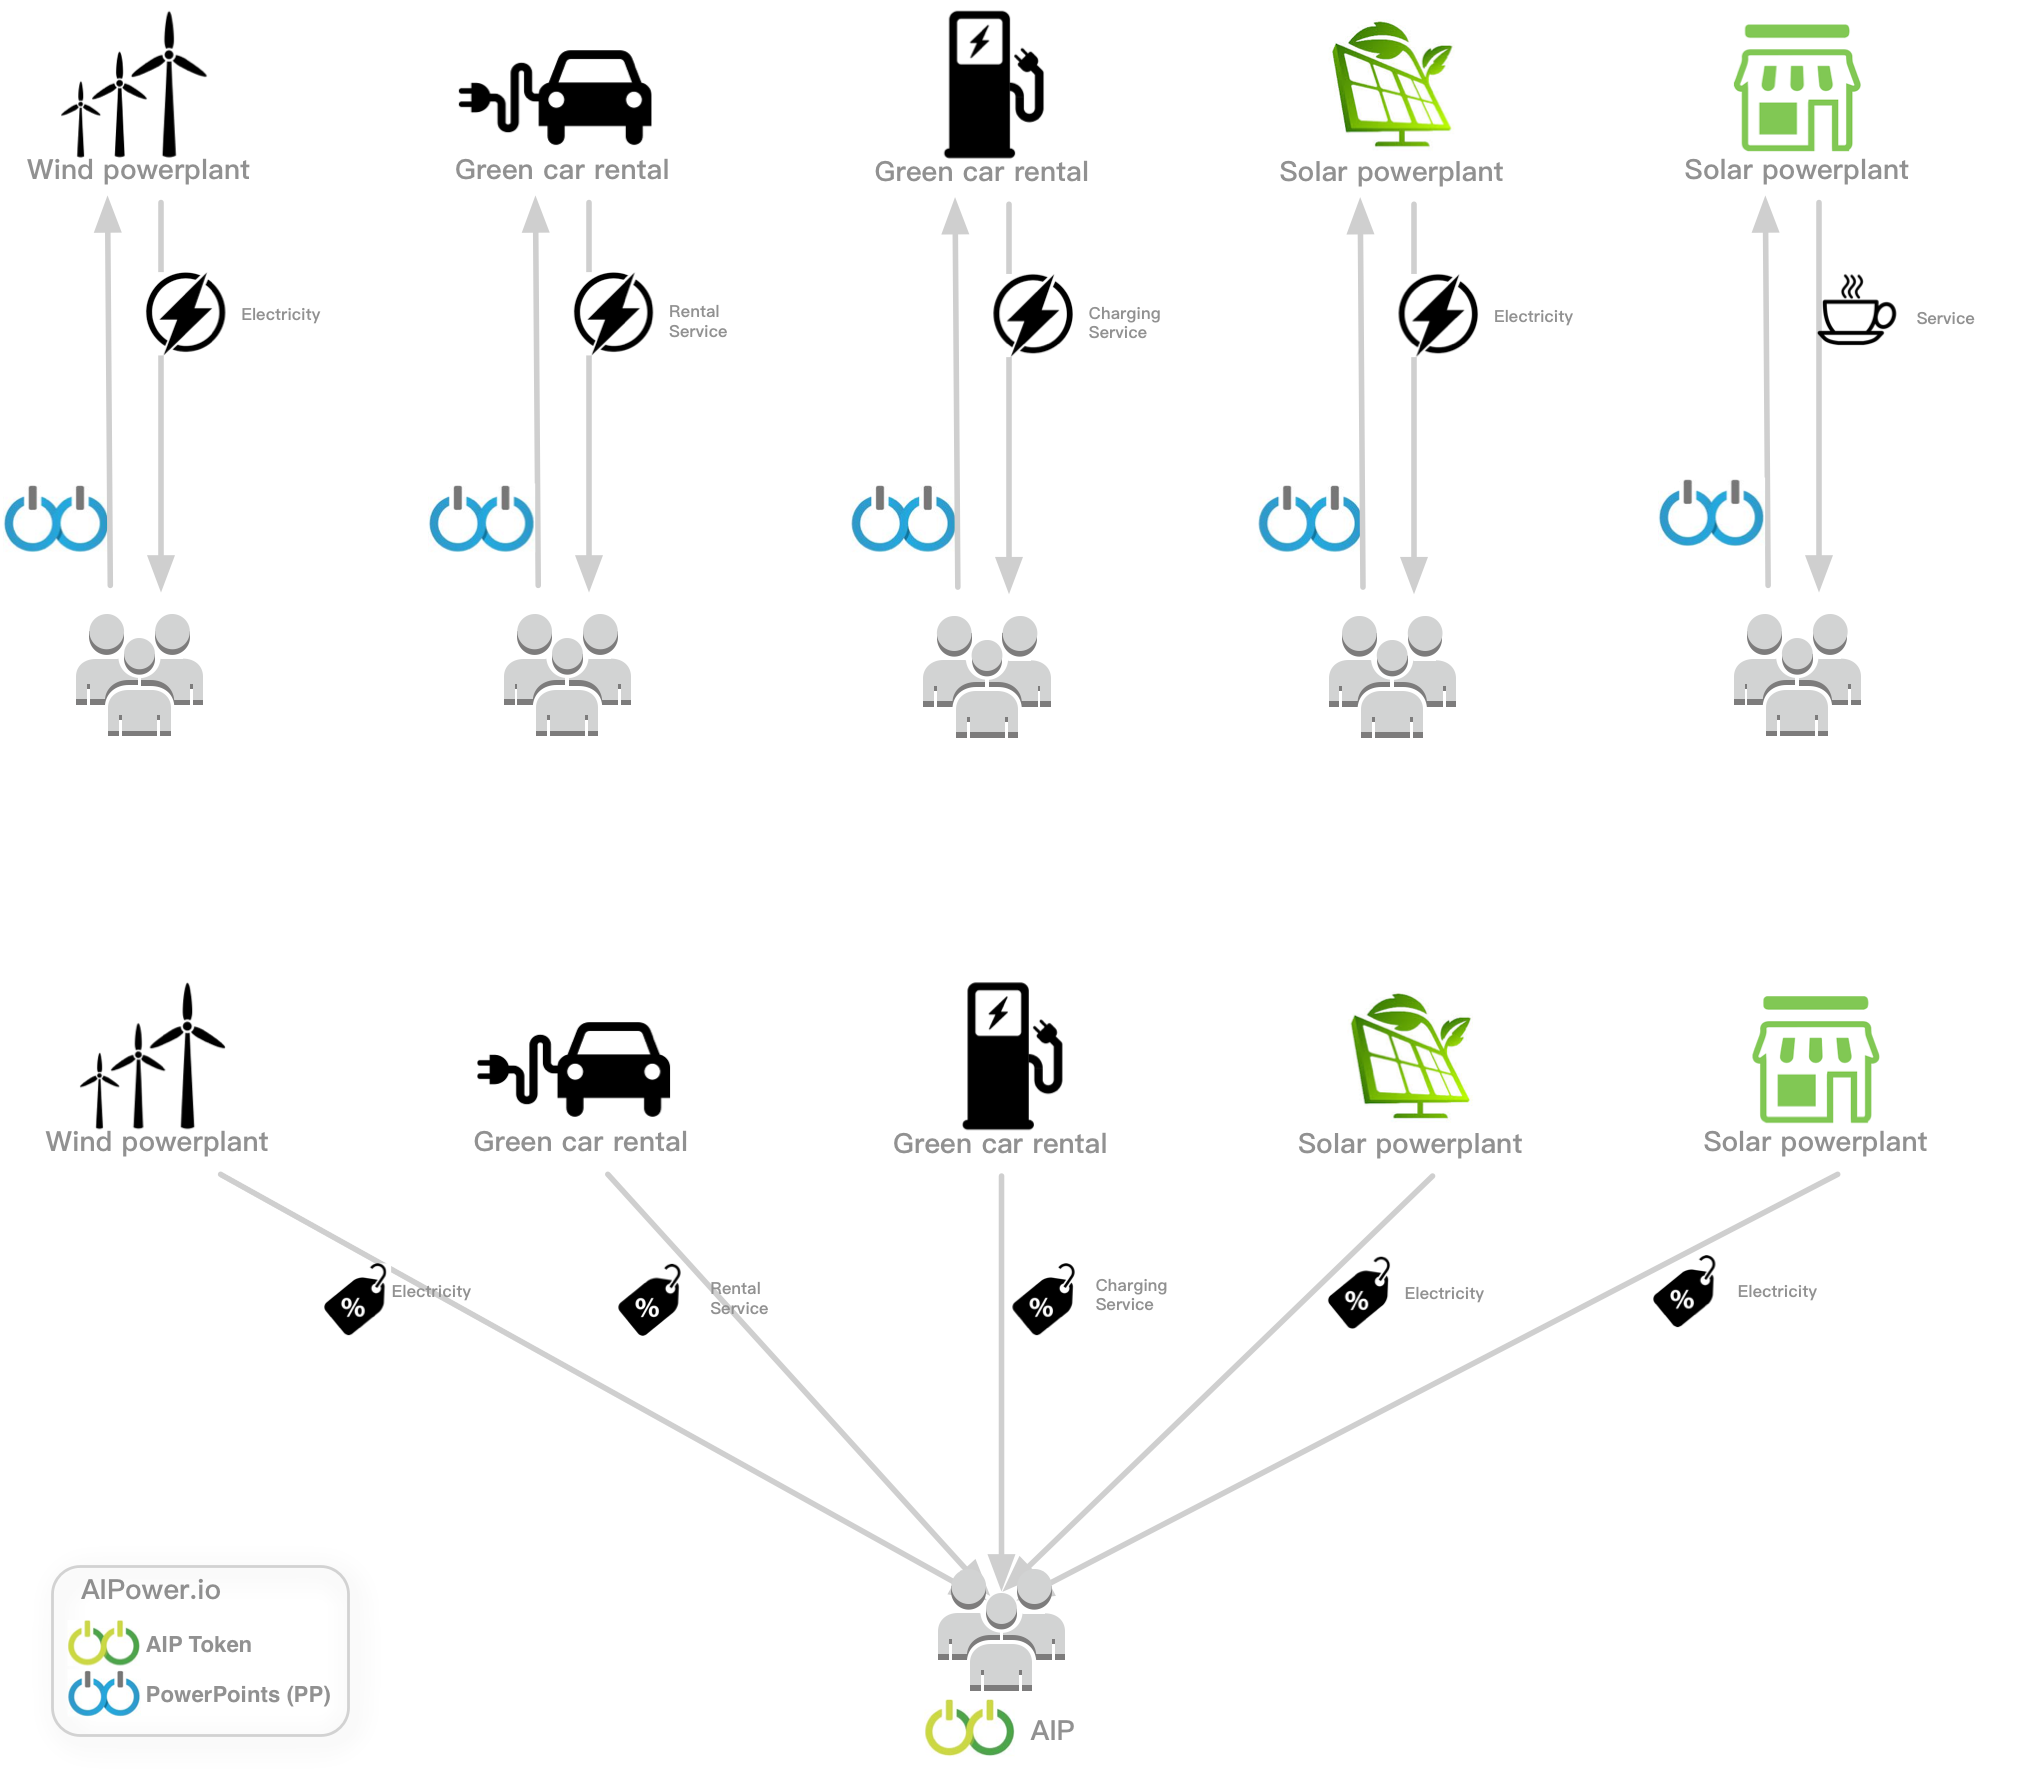 Wind powerplant
Green car rental
Green car rental
Solar powerplant
Solar powerplant
Electricity
Rental
Service
Charging
Service
Electricity
Service
Wind powerplant
Green car rental
Green car rental
Solar powerplant
Solar powerplant
%
Electricity
%
Rental
Service
%
Charging
Service
%
Electricity
%
Electricity
AIPower.io
AIP Token
PowerPoints (PP)
AIP